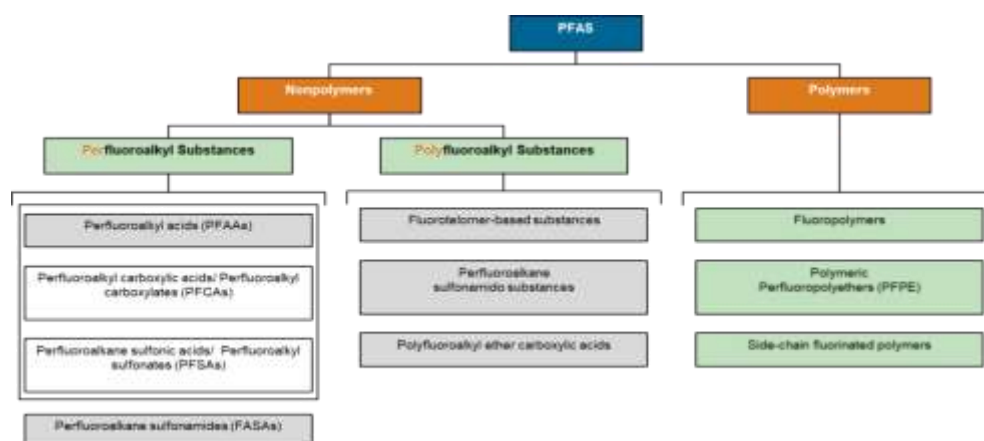 PFAS
Nonpolymers
Polymers
Perfluoroalkyl Substances
Polyfluoroalkyl Substances
Perfluoroalkyl acids (PFAAs)
Perfluoroalkyl carboxylic acids/ Perfluoroalkyl
carboxylates (PFCAs)
Perfluoroalkane sulfonic acids/ Perfluoroalkyl
sulfonates (PFSAs)
Perfluoroalkane sulfonamides (FASAs)
Fluorotelomer-based substances
Perfluoroalkane
sulfonamido substances
Polyfluoroalkyl ether carboxylic acids
Fluoropolymers
Polymeric
Perfluoropolyethers (PFPE)
Side-chain fluorinated polymers